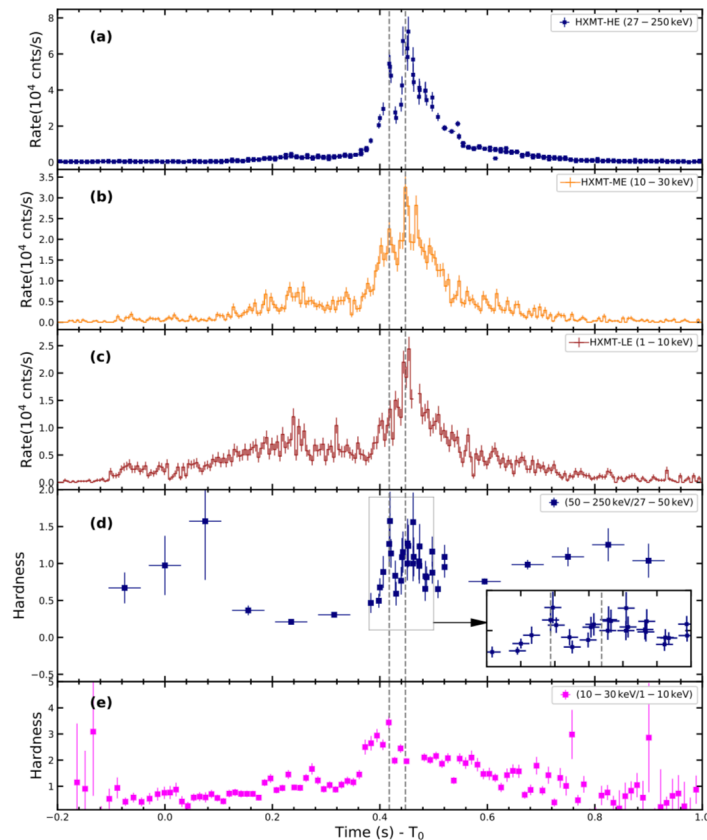 (a)
HXMT-HE (27 − 250 keV)
Rate(10⁴ cnts/s)
8
6
4
2
0
(b)
HXMT-ME (10 − 30 keV)
Rate(10⁴ cnts/s)
3.5
3.0
2.5
2.0
1.5
1.0
0.5
0.0
(c)
HXMT-LE (1 − 10 keV)
Rate(10⁴ cnts/s)
2.5
2.0
1.5
1.0
0.5
0.0
(d)
(50 − 250 keV/27 − 50 keV)
Hardness
2.0
1.5
1.0
0.5
0.0
−0.5
(e)
(10 − 30 keV/1 − 10 keV)
Hardness
5
4
3
2
1
0
−0.2 0.0 0.2 0.4 0.6 0.8 1.0
Time (s) - T₀